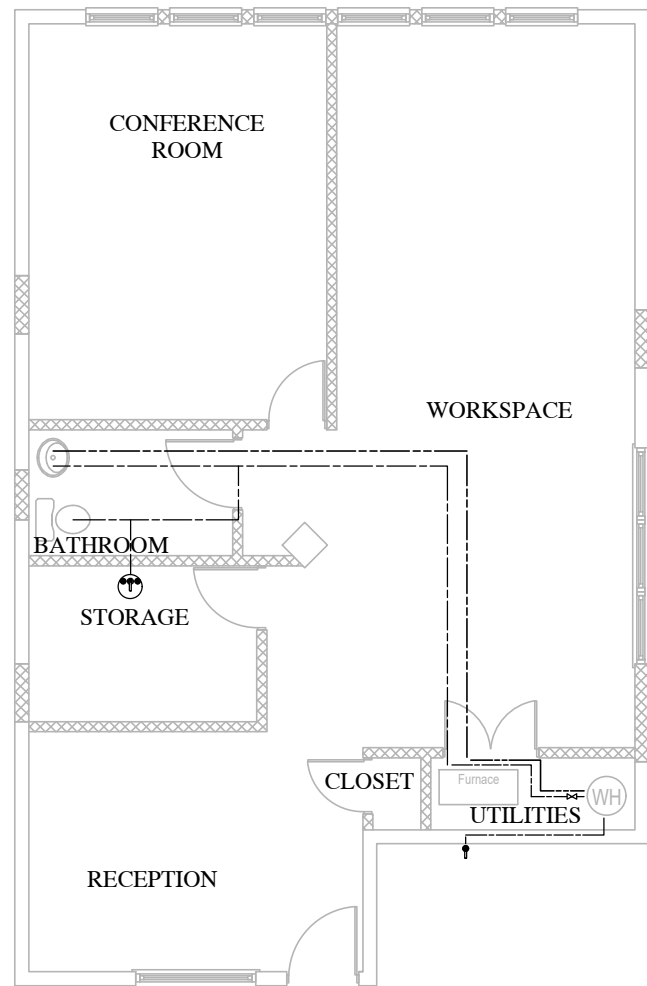 CONFERENCE
ROOM
WORKSPACE
BATHROOM
STORAGE
CLOSET
Furnace
WH
UTILITIES
RECEPTION